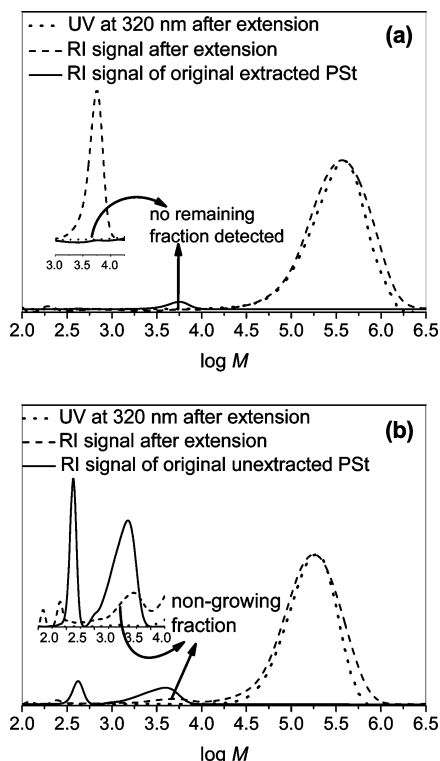 UV at 320 nm after extension
(a)
RI signal after extension
RI signal of original extracted PSt
no remaining
fraction detected
3.0 3.5 4.0
2.0 2.5 3.0 3.5 4.0 4.5 5.0 5.5 6.0 6.5
log M
UV at 320 nm after extension
(b)
RI signal after extension
RI signal of original unextracted PSt
non-growing
fraction
2.0 2.5 3.0 3.5 4.0
2.0 2.5 3.0 3.5 4.0 4.5 5.0 5.5 6.0 6.5
log M